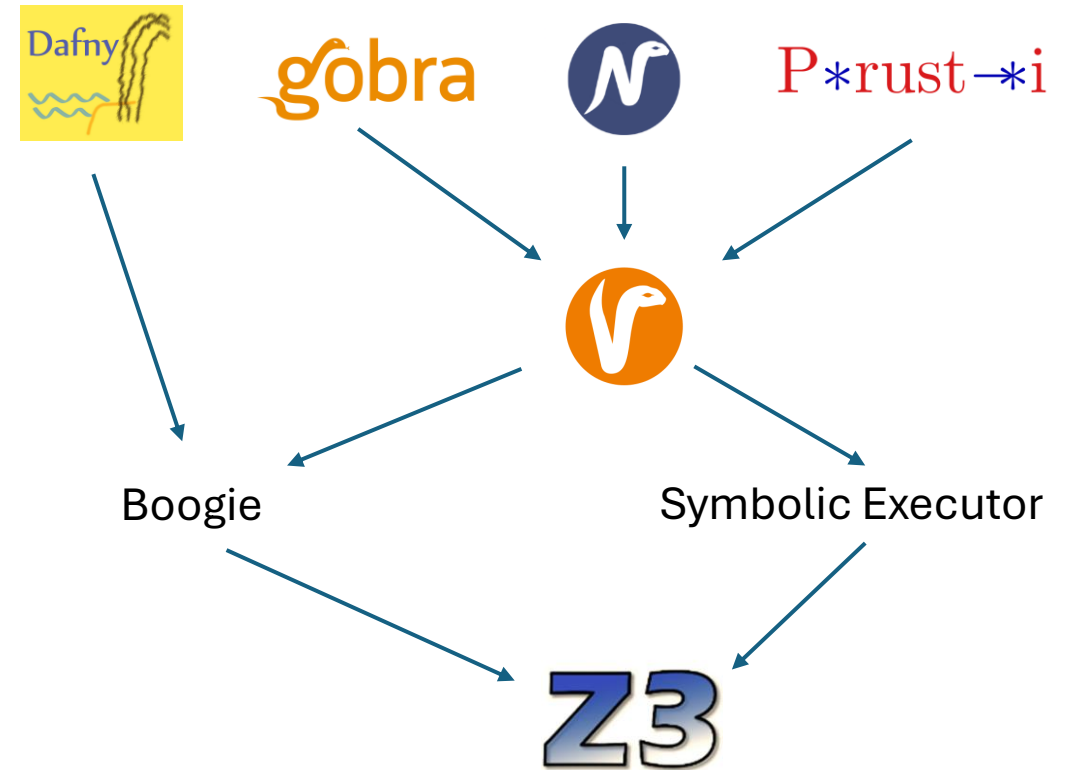 Dafny
gobra
N
P*rust-*i
V
Boogie
Symbolic Executor
Z3